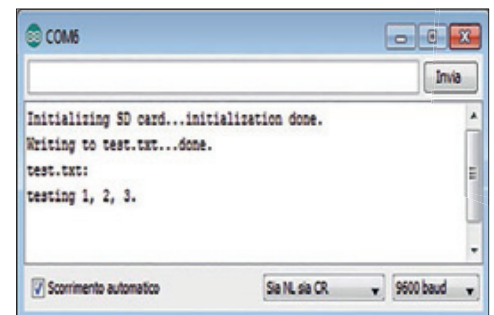 COM6
Invia
Initializing SD card...initialization done.
Writing to test.txt...done.
test.txt:
testing 1, 2, 3.
Scorrimento automatico
Sia NL sia CR
9600 baud